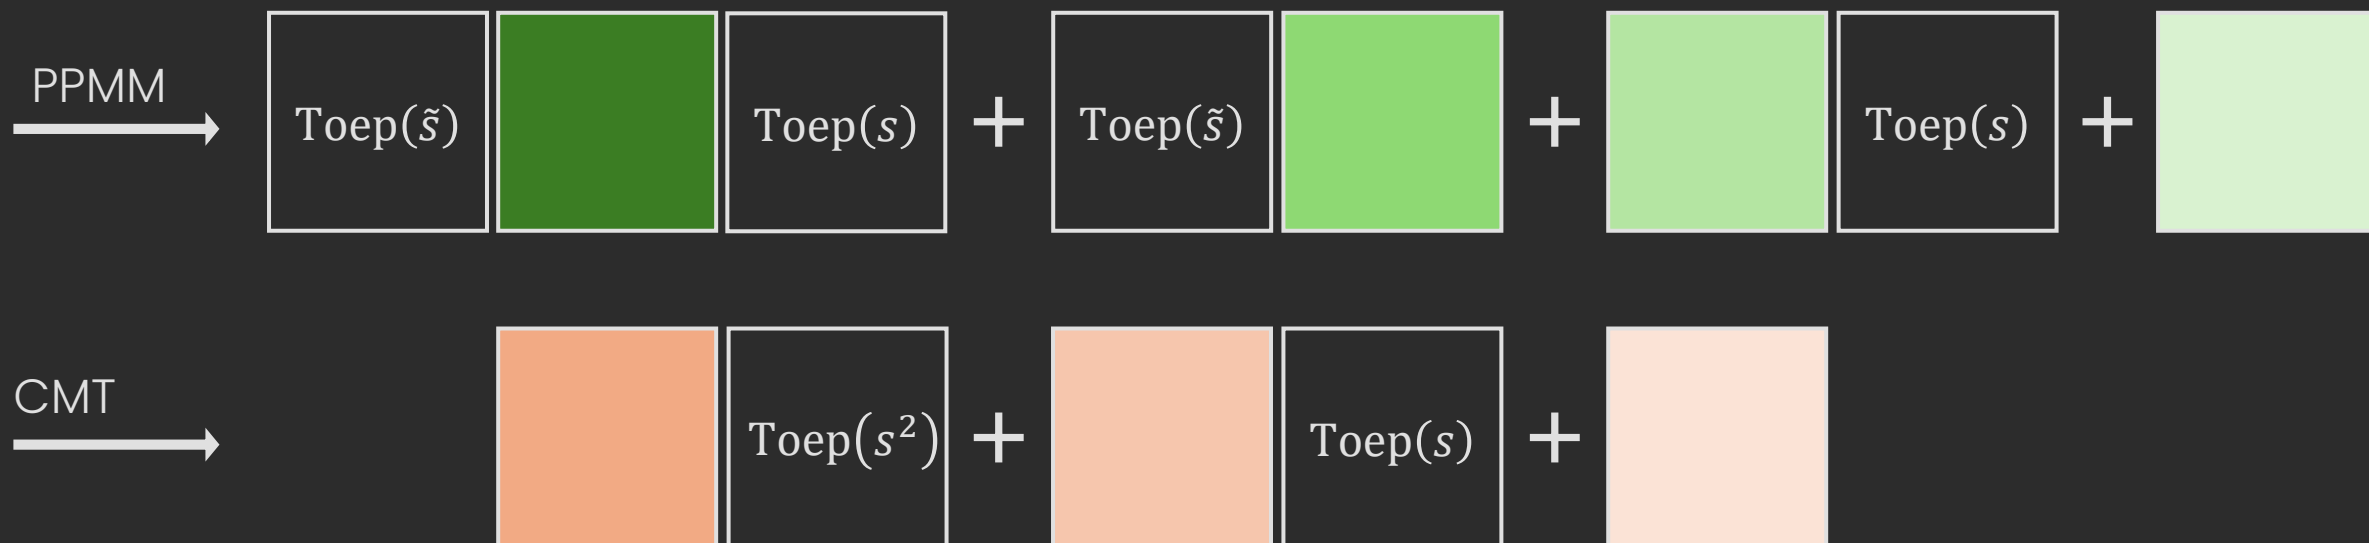 PPMM
Toep(s̃) Toep(s) + Toep(s̃) + Toep(s) +
CMT
Toep(s²) + Toep(s) +